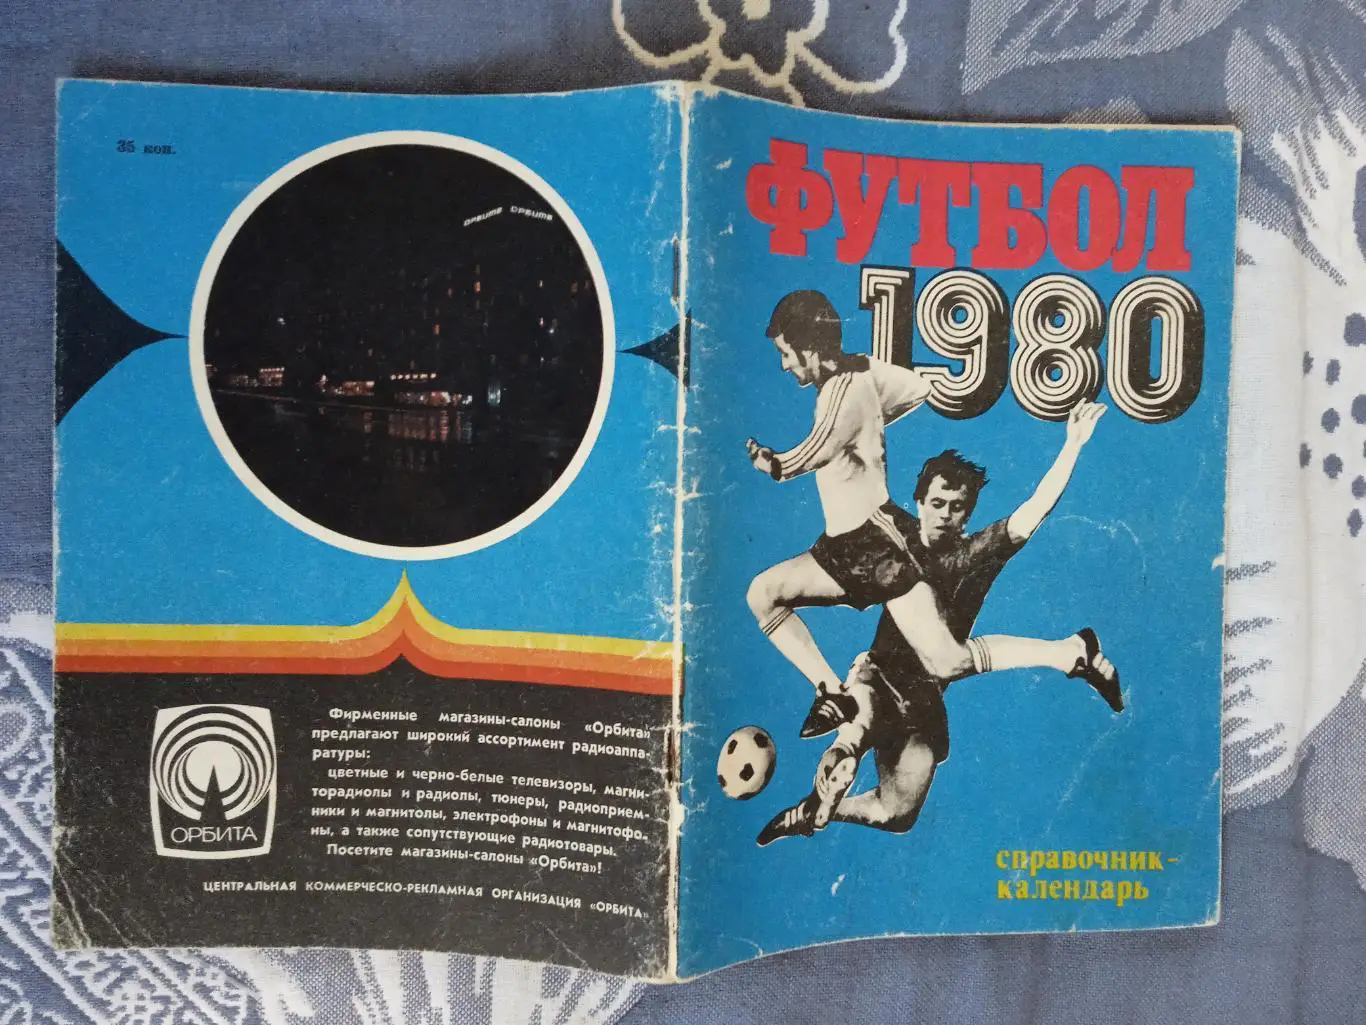 35 коп.
ОРБИТА ОРБИТА
Фирменные магазины-салоны «Орбита»
предлагают широкий ассортимент радиоаппа-
ратуры:
цветные и черно-белые телевизоры, магни-
торадиолы и радиолы, тюнеры, радиоприем-
ники и магнитолы, электрофоны и магнитофо-
ны, а также сопутствующие радиотовары.
Посетите магазины-салоны «Орбита»!
ОРБИТА
ЦЕНТРАЛЬНАЯ КОММЕРЧЕСКО-РЕКЛАМНАЯ ОРГАНИЗАЦИЯ «ОРБИТА»
ФУТБОЛ
1980
справочник-
календарь